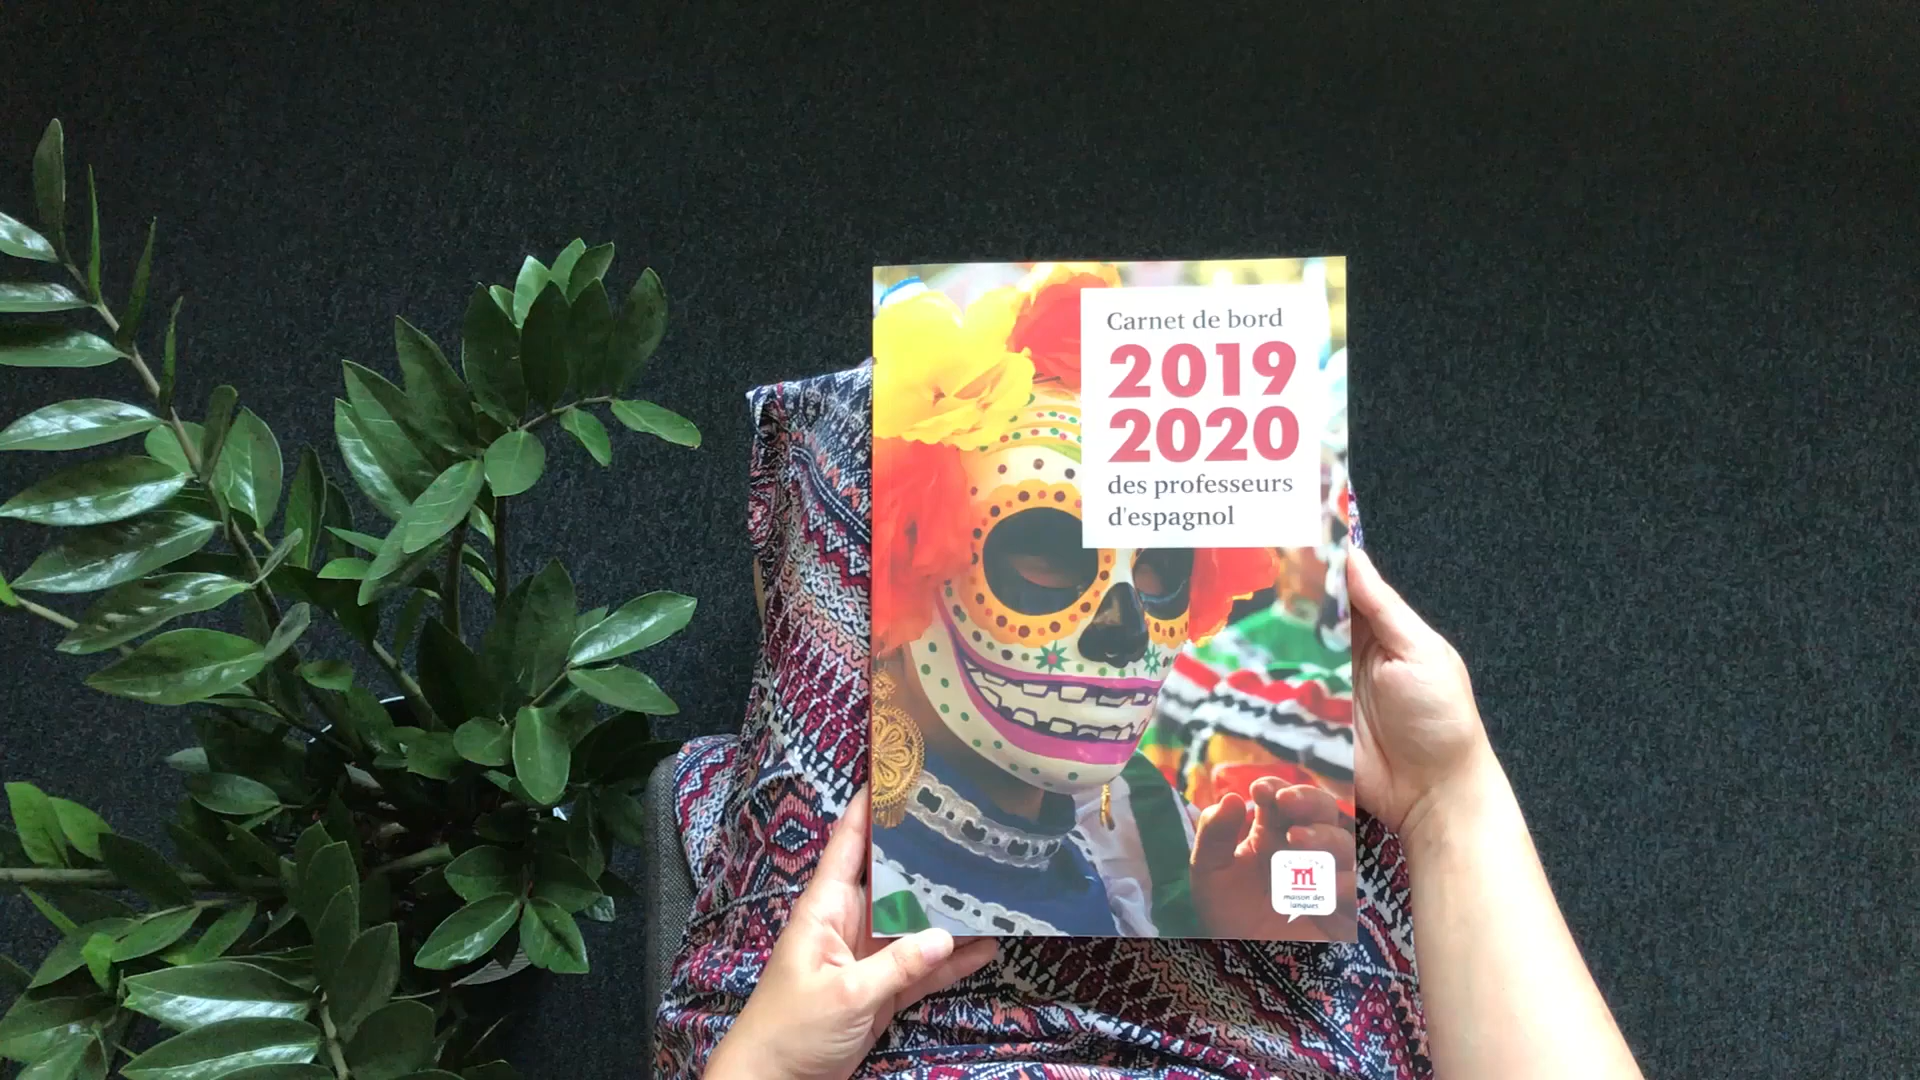 Carnet de bord
2019
2020
des professeurs
d'espagnol
maison des
langues